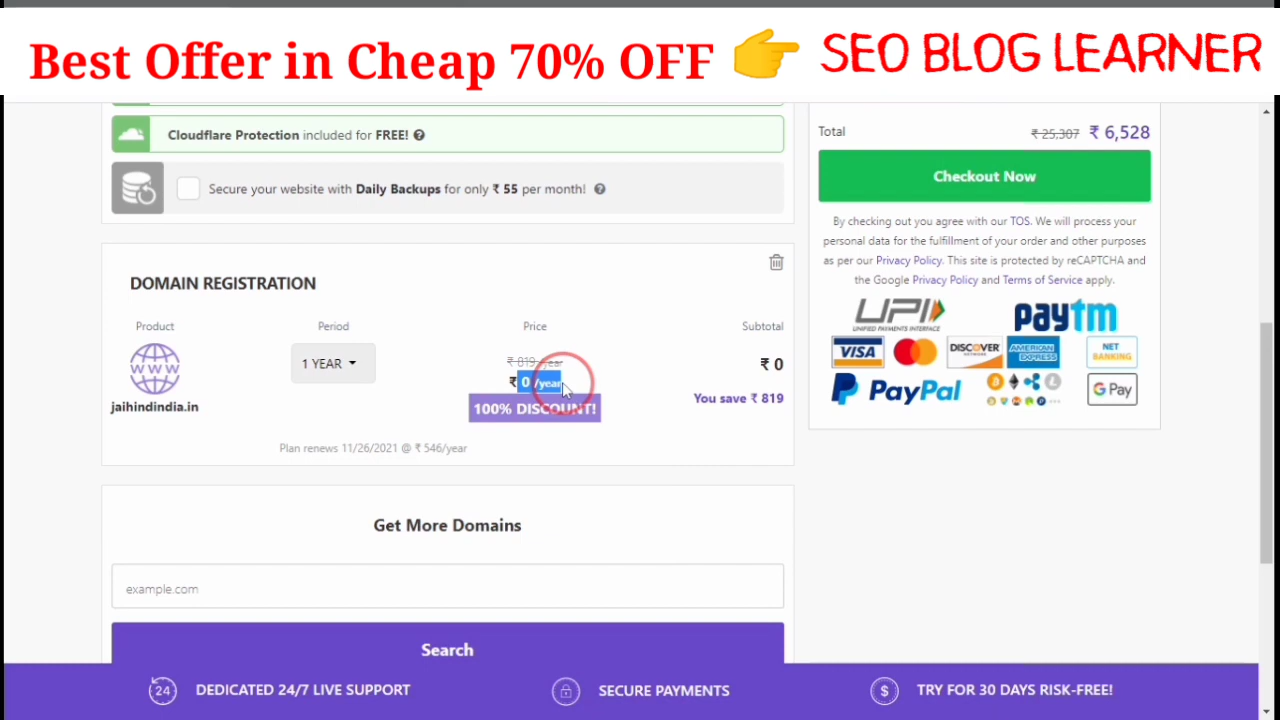 Best Offer in Cheap 70% OFF 👉 SEO BLOG LEARNER
Cloudflare Protection included for FREE!
Secure your website with Daily Backups for only ₹ 55 per month!
DOMAIN REGISTRATION
Product Period Price Subtotal
WWW
jaihindindia.in
1 YEAR
₹ 819 /year
₹ 0 /year
100% DISCOUNT!
₹ 0
You save ₹ 819
Plan renews 11/26/2021 @ ₹ 546/year
Get More Domains
example.com
Search
Total ₹ 25,307 ₹ 6,528
Checkout Now
By checking out you agree with our TOS. We will process your
personal data for the fulfillment of your order and other purposes
as per our Privacy Policy. This site is protected by reCAPTCHA and
the Google Privacy Policy and Terms of Service apply.
UPI
UNIFIED PAYMENTS INTERFACE
paytm
VISA
DISCOVER
AMERICAN EXPRESS
NET
BANKING
PayPal
G Pay
24 DEDICATED 24/7 LIVE SUPPORT
SECURE PAYMENTS
$ TRY FOR 30 DAYS RISK-FREE!